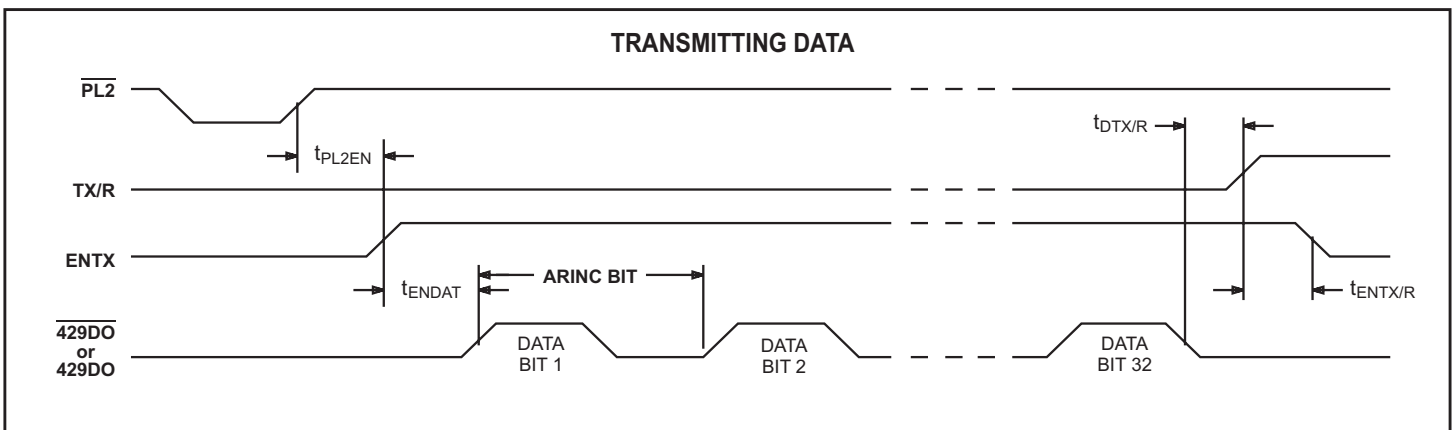 TRANSMITTING DATA
PL2
tDTX/R
tPL2EN
TX/R
ENTX
ARINC BIT
tENDAT
tENTX/R
429DO
or
429DO
DATA
BIT 1
DATA
BIT 2
DATA
BIT 32